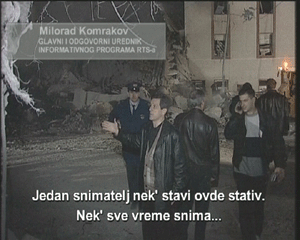 Milorad Komrakov
GLAVNI I ODGOVORNI UREDNIK
INFORMATIVNOG PROGRAMA RTS-a
Jedan snimatelj nek' stavi ovde stativ.
Nek' sve vreme snima...